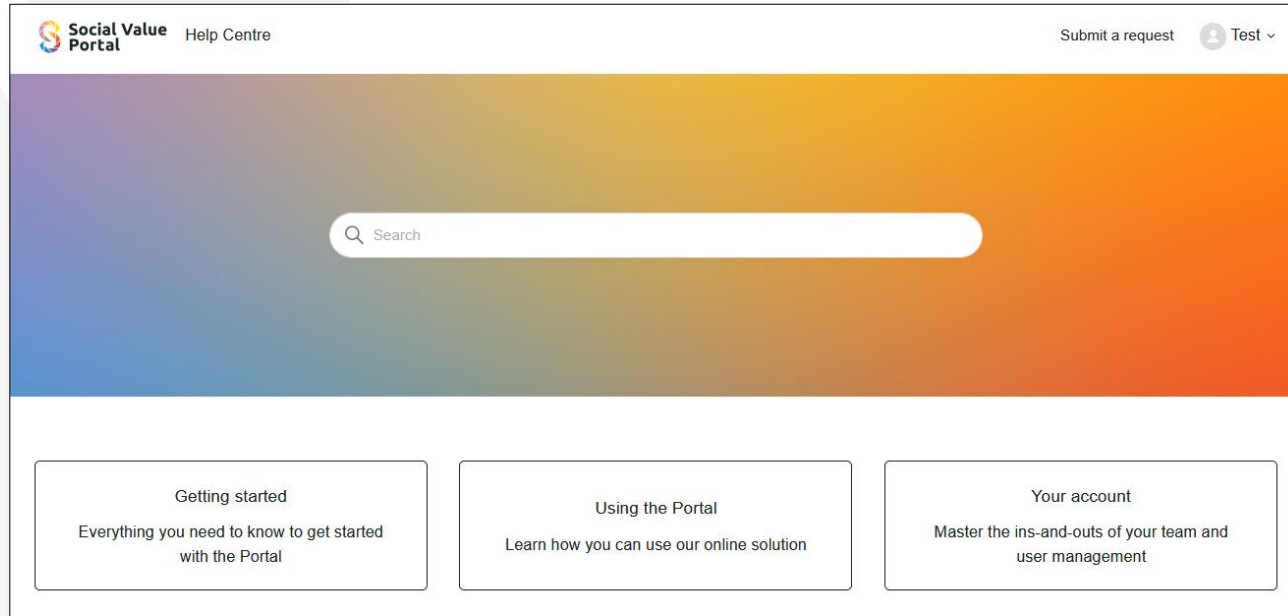 Social Value
Portal
Help Centre
Submit a request
Test
Search
Getting started
Everything you need to know to get started
with the Portal
Using the Portal
Learn how you can use our online solution
Your account
Master the ins-and-outs of your team and
user management